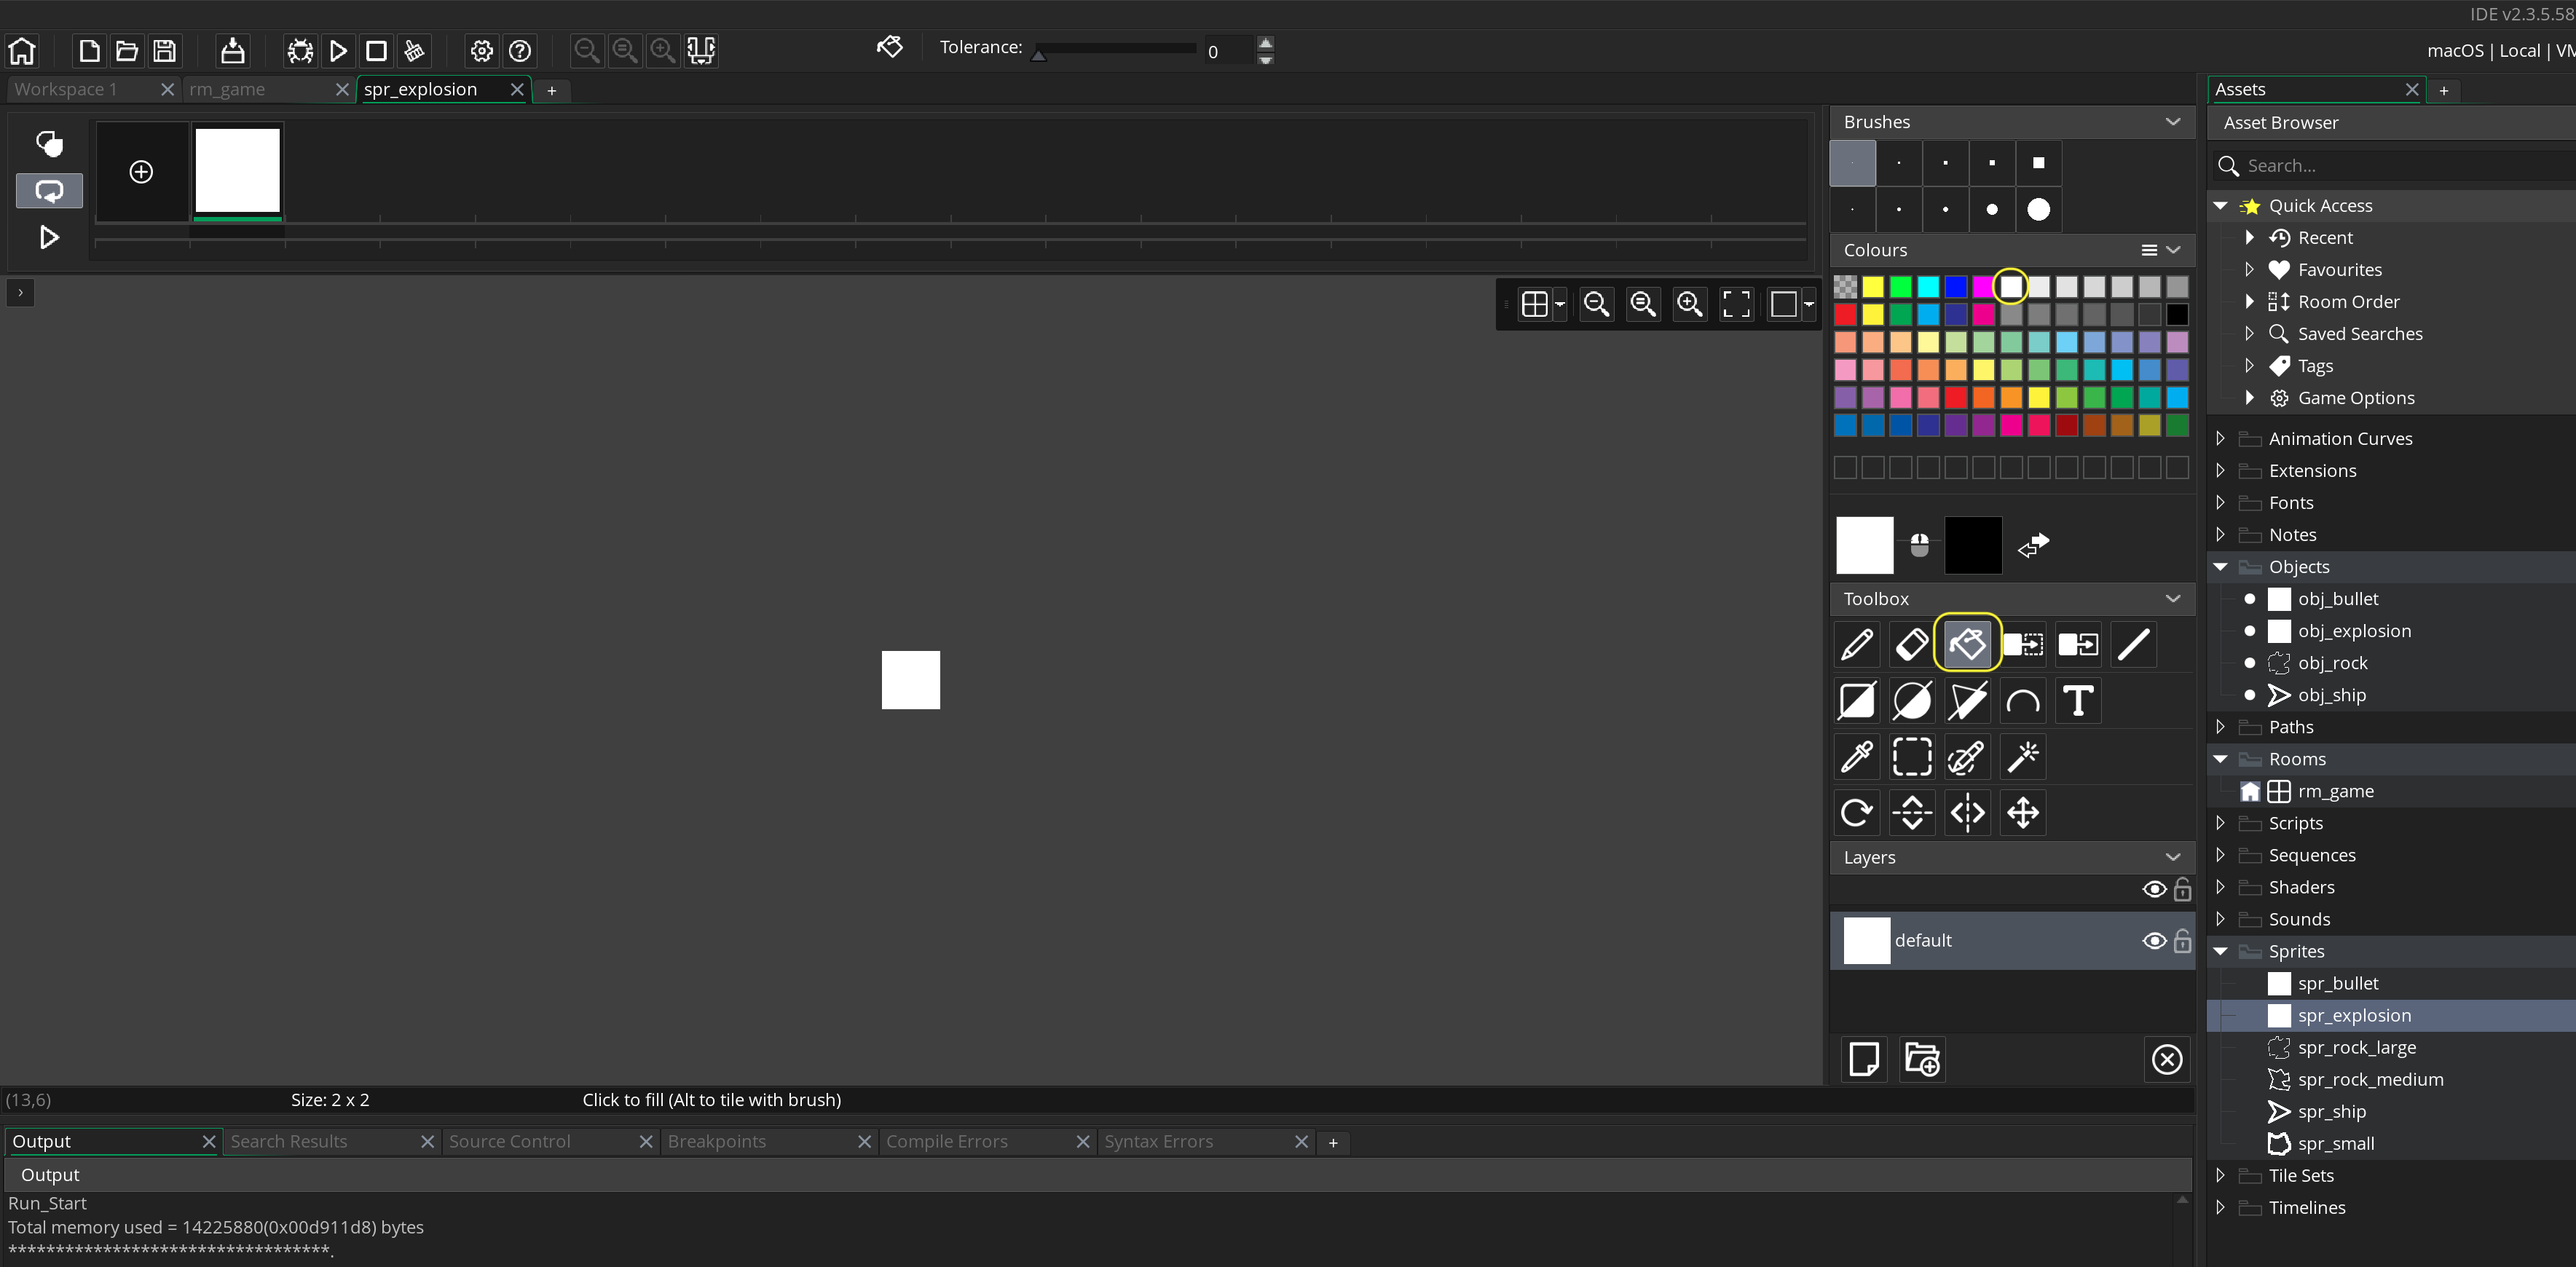 IDE v2.3.5.58
Tolerance:
0
macOS | Local | VM
Workspace 1
rm_game
spr_explosion
Assets
Asset Browser
Search...
Quick Access
Recent
Favourites
Room Order
Saved Searches
Tags
Game Options
Animation Curves
Extensions
Fonts
Notes
Objects
obj_bullet
obj_explosion
obj_rock
obj_ship
Paths
Rooms
rm_game
Scripts
Sequences
Shaders
Sounds
Sprites
spr_bullet
spr_explosion
spr_rock_large
spr_rock_medium
spr_ship
spr_small
Tile Sets
Timelines
Brushes
Colours
Toolbox
T
Layers
default
(13,6)
Size: 2 x 2
Click to fill (Alt to tile with brush)
Output
Search Results
Source Control
Breakpoints
Compile Errors
Syntax Errors
Output
Run_Start
Total memory used = 14225880(0x00d911d8) bytes
**********************************.